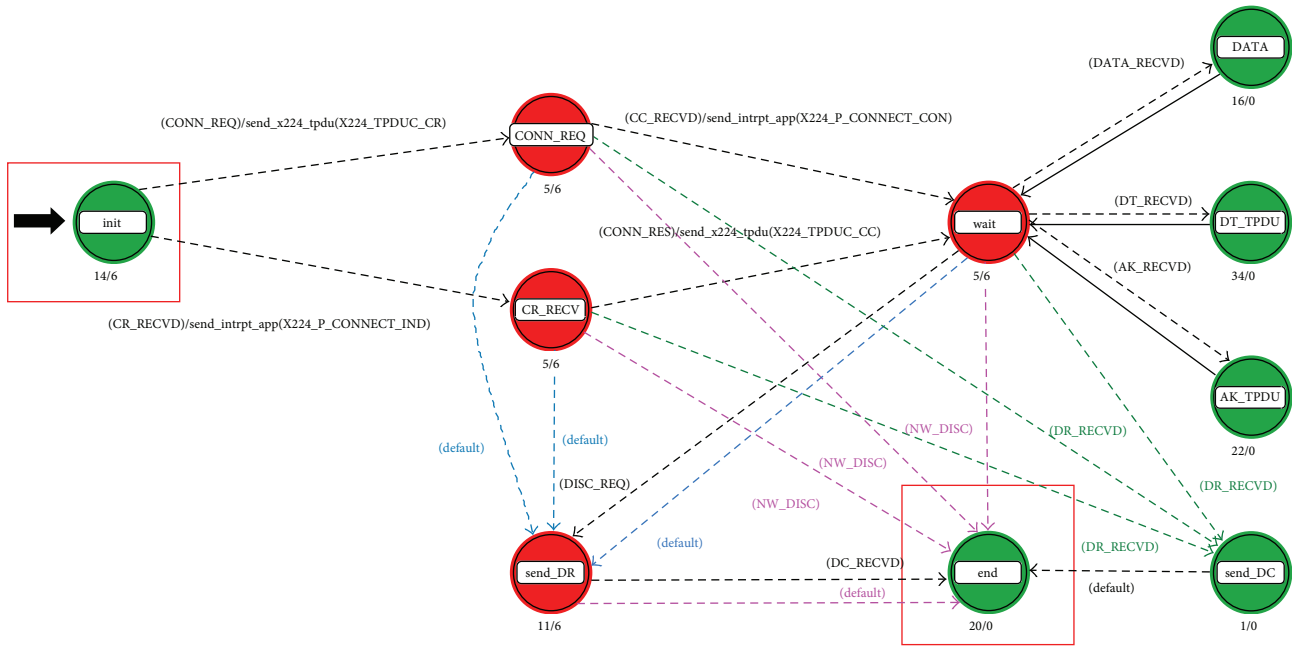 DATA
(DATA_RECVD)
16/0
(CONN_REQ)/send_x224_tpdu(X224_TPDUC_CR)
CONN_REQ
(CC_RECVD)/send_intrpt_app(X224_P_CONNECT_CON)
5/6
init
14/6
(CONN_RES)/send_x224_tpdu(X224_TPDUC_CC)
wait
5/6
(DT_RECVD)
DT_TPDU
34/0
(AK_RECVD)
(CR_RECVD)/send_intrpt_app(X224_P_CONNECT_IND)
CR_RECV
5/6
AK_TPDU
22/0
(default)
(default)
(NW_DISC)
(DR_RECVD)
(NW_DISC)
(DISC_REQ)
(DR_RECVD)
(NW_DISC)
(default)
(DR_RECVD)
send_DR
11/6
(DC_RECVD)
(default)
end
20/0
(default)
send_DC
1/0